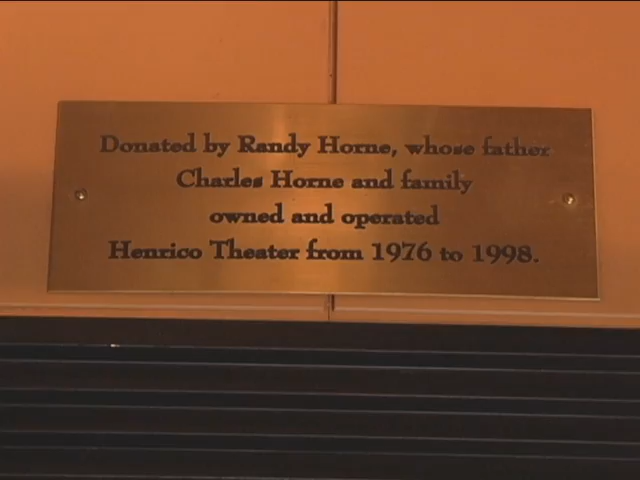 Donated by Randy Horne, whose father
Charles Horne and family
owned and operated
Henrico Theater from 1976 to 1998.